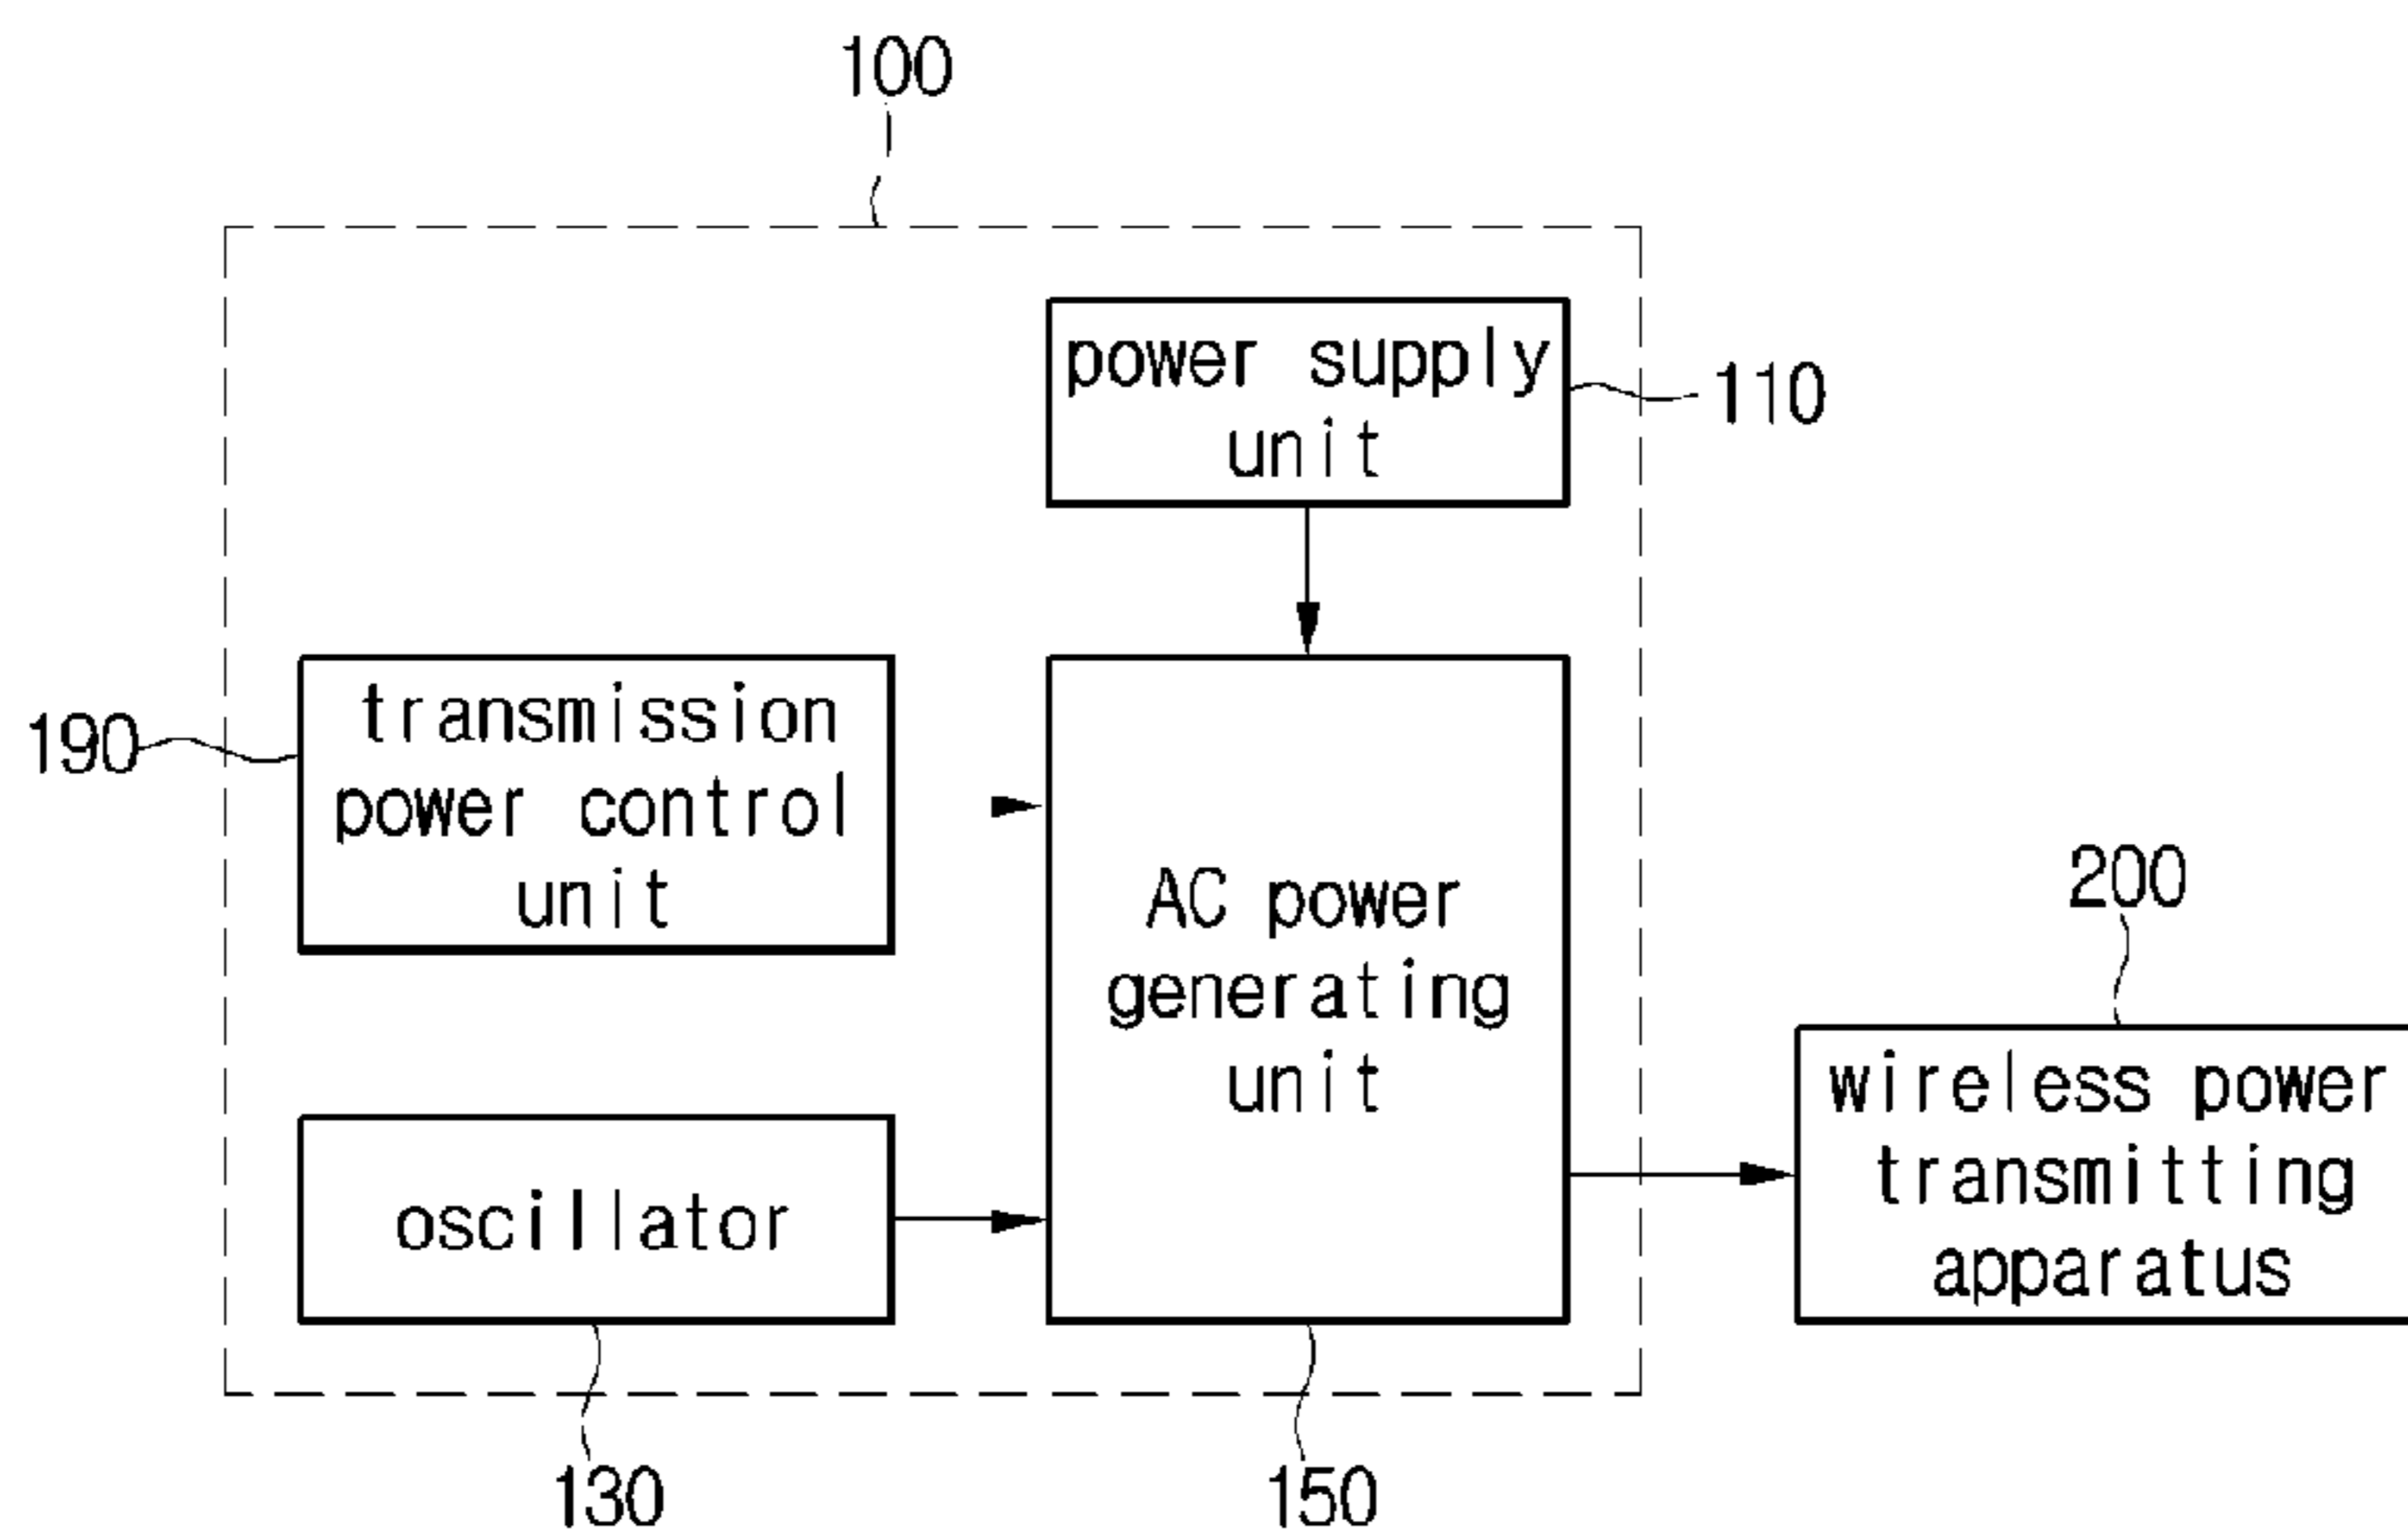 100
power supply
unit
110
transmission
power control
unit
190
AC power
generating
unit
200
wireless power
transmitting
apparatus
oscillator
130
150